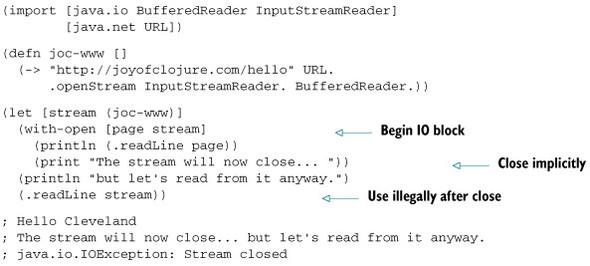 (import [java.io BufferedReader InputStreamReader]
        [java.net URL])

(defn joc-www []
  (-> "http://joyofclojure.com/hello" URL.
      .openStream InputStreamReader. BufferedReader.))

(let [stream (joc-www)]
  (with-open [page stream] Begin IO block
    (println (.readLine page))
    (print "The stream will now close... ")) Close implicitly
  (println "but let's read from it anyway.")
  (.readLine stream)) Use illegally after close

; Hello Cleveland
; The stream will now close... but let's read from it anyway.
; java.io.IOException: Stream closed